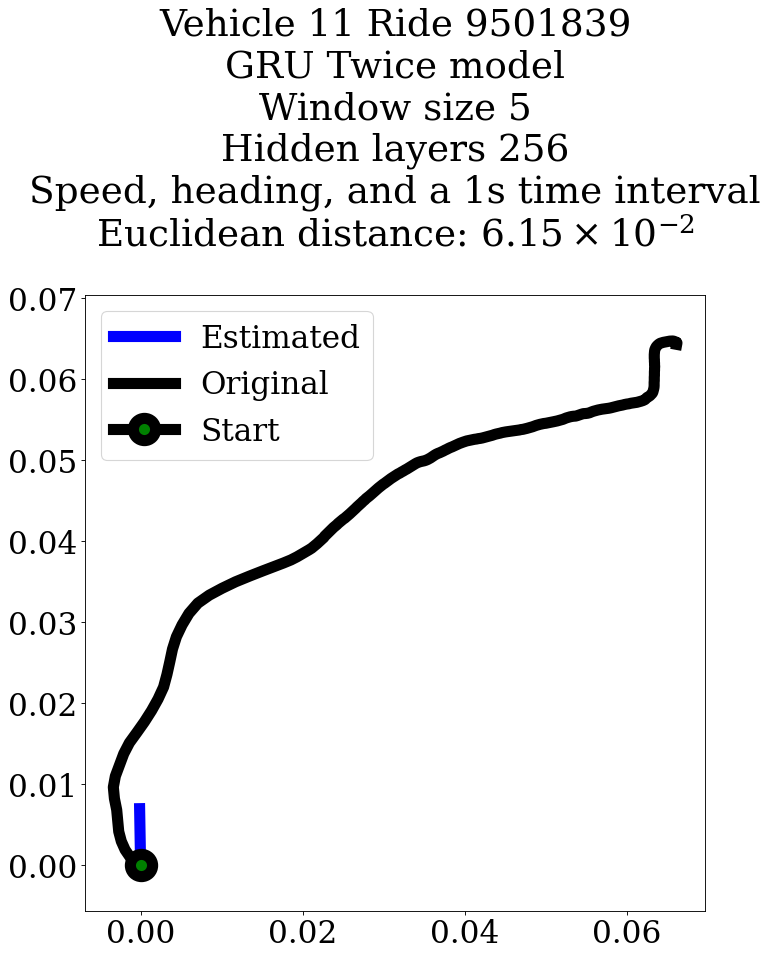 Vehicle 11 Ride 9501839
GRU Twice model
Window size 5
Hidden layers 256
Speed, heading, and a 1s time interval
Euclidean distance: 6.15 × 10⁻²
0.07
0.06
0.05
0.04
0.03
0.02
0.01
0.00
Estimated
Original
Start
0.00 0.02 0.04 0.06